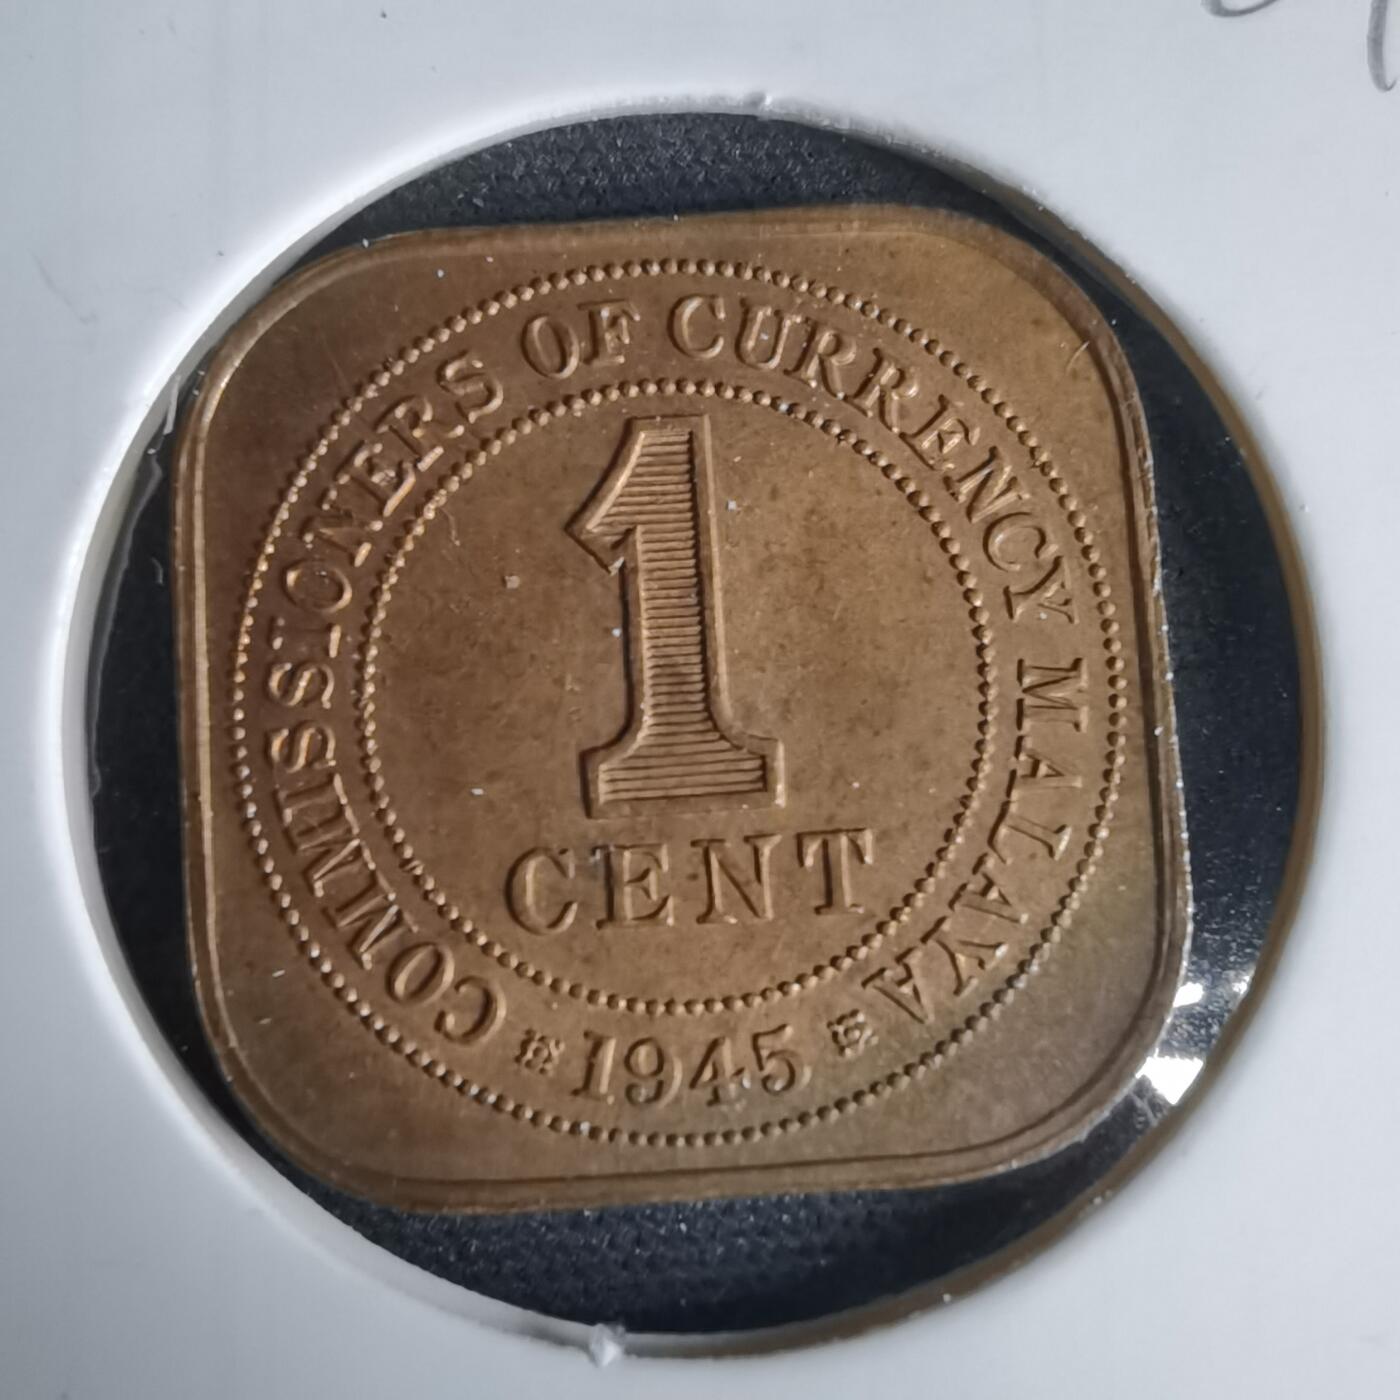 COMMISSIONERS OF CURRENCY MALAYA
1
CENT
1945